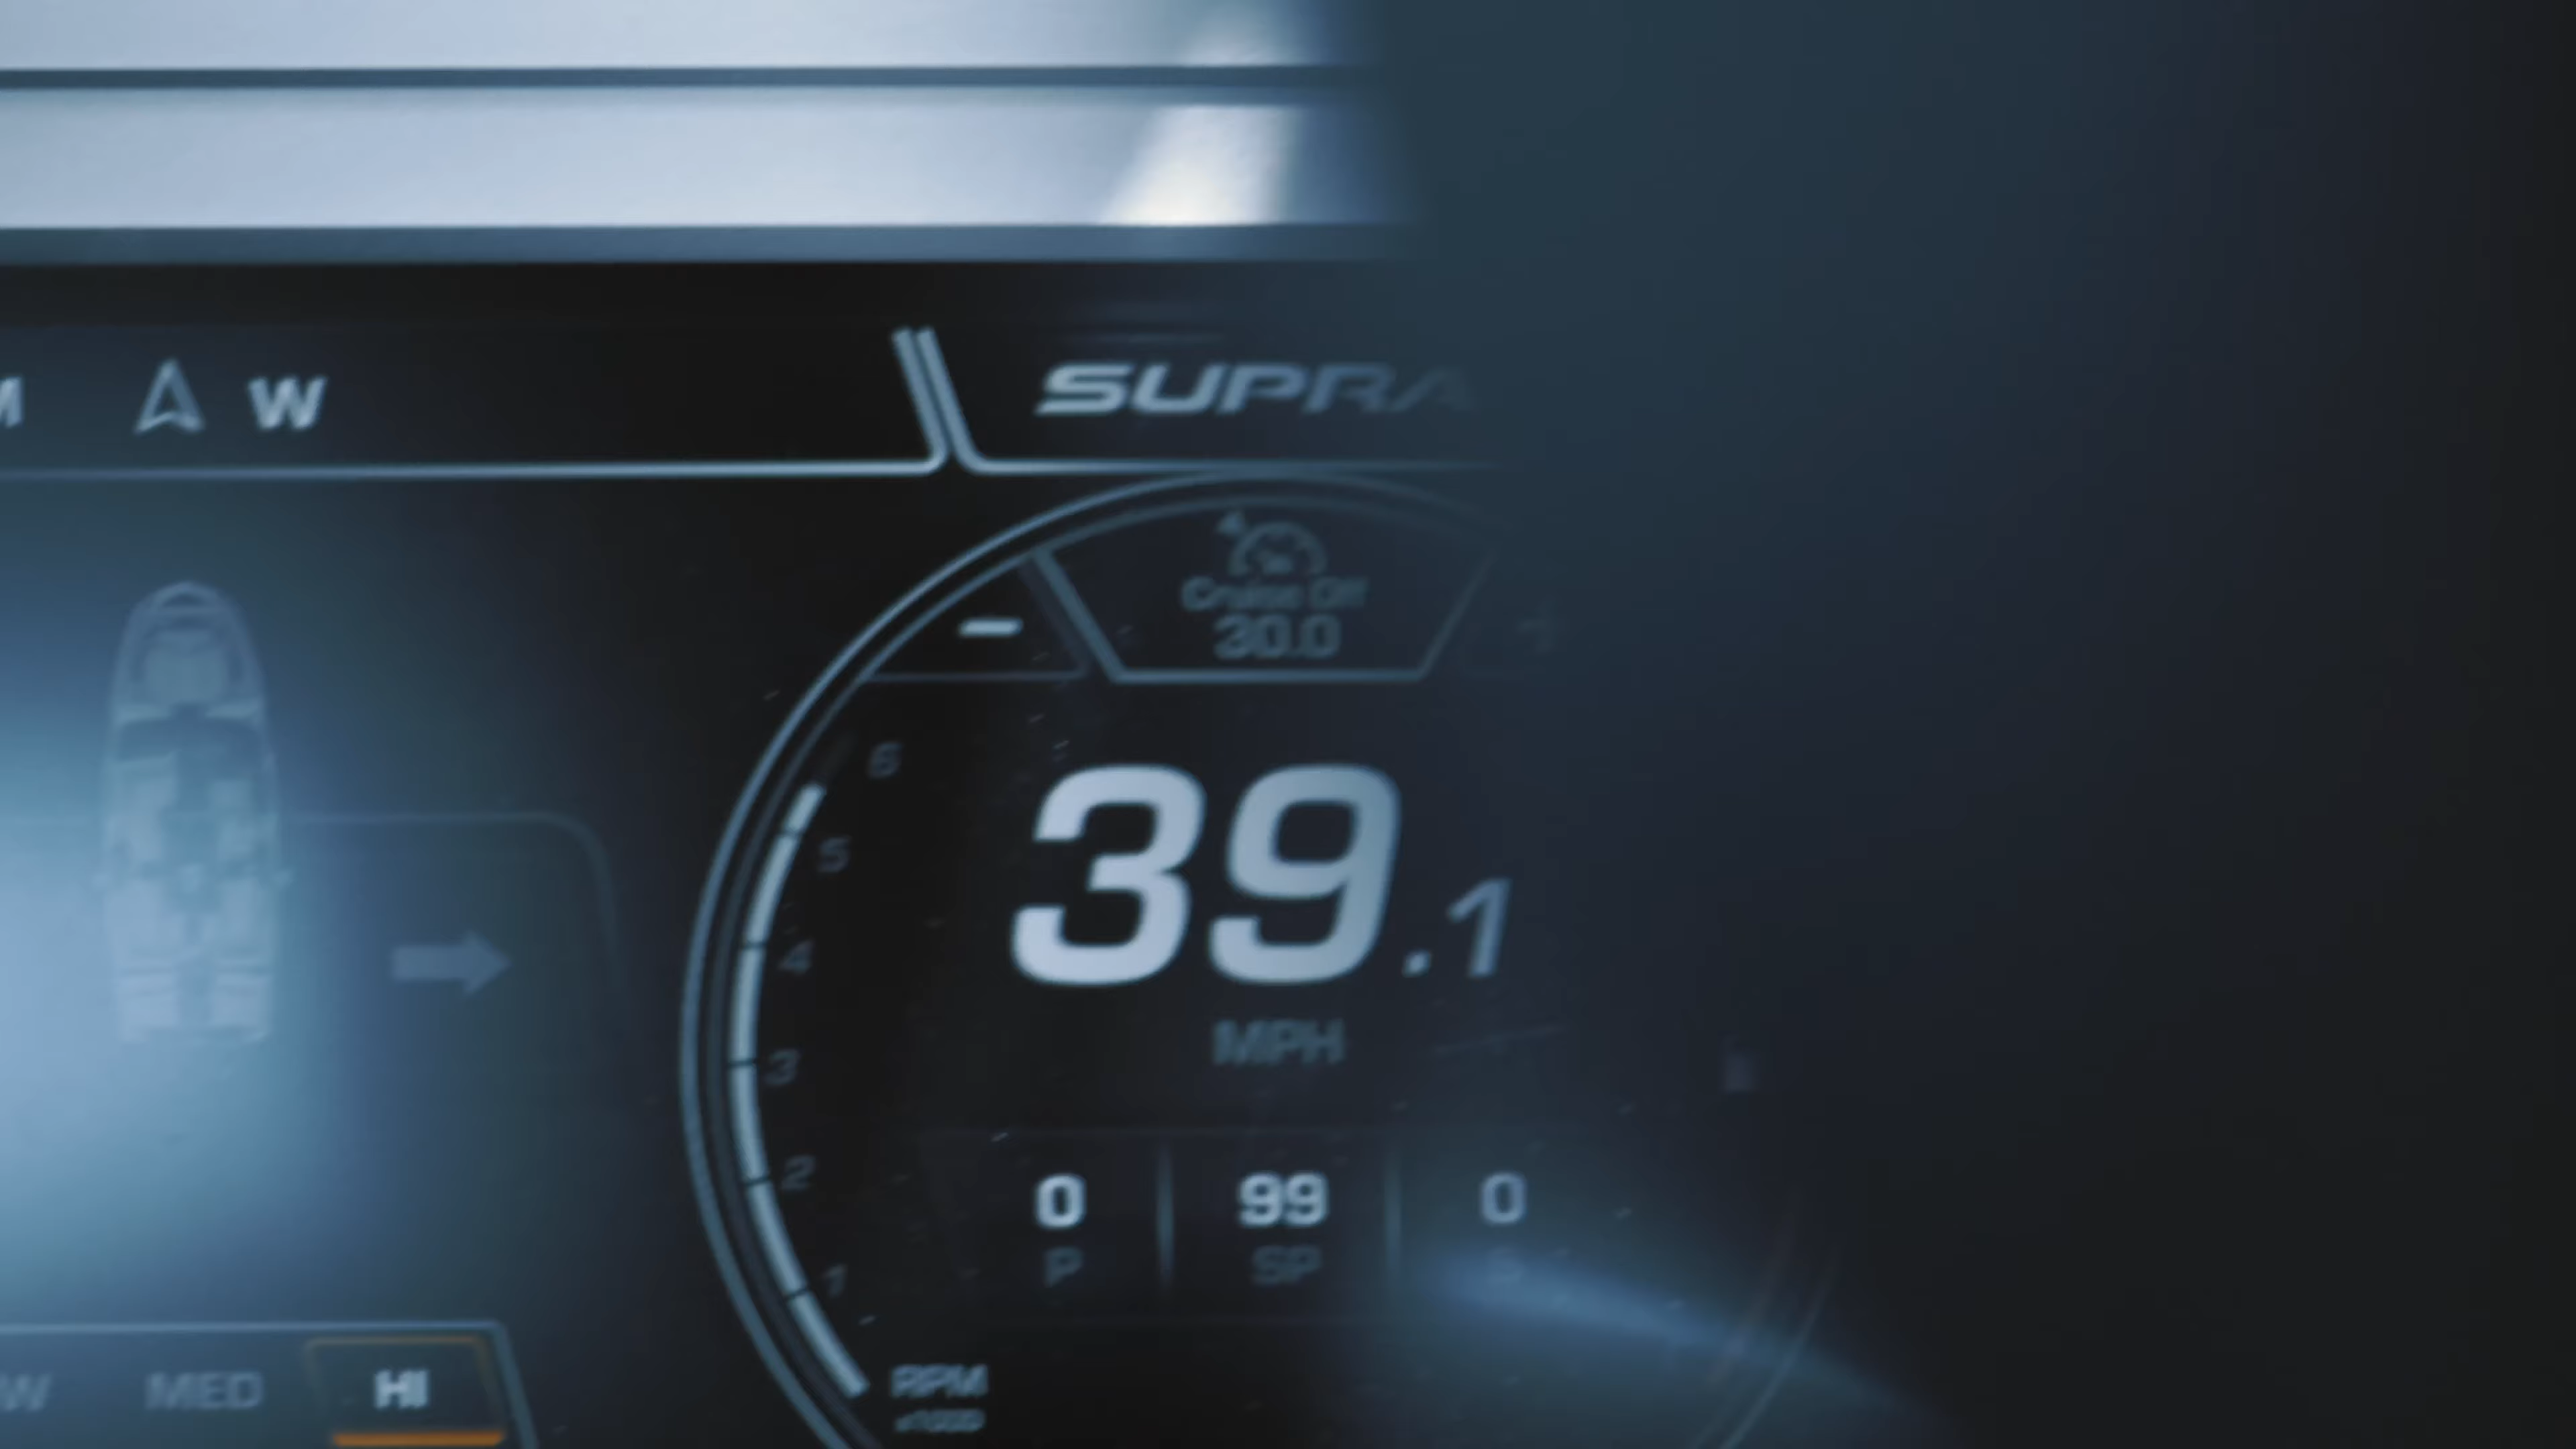 W
SUPRA
Cruise Off
30.0
6
5
4
3
2
1
39.1
MPH
0 99 0
P SP
MED HI
RPM
x1000